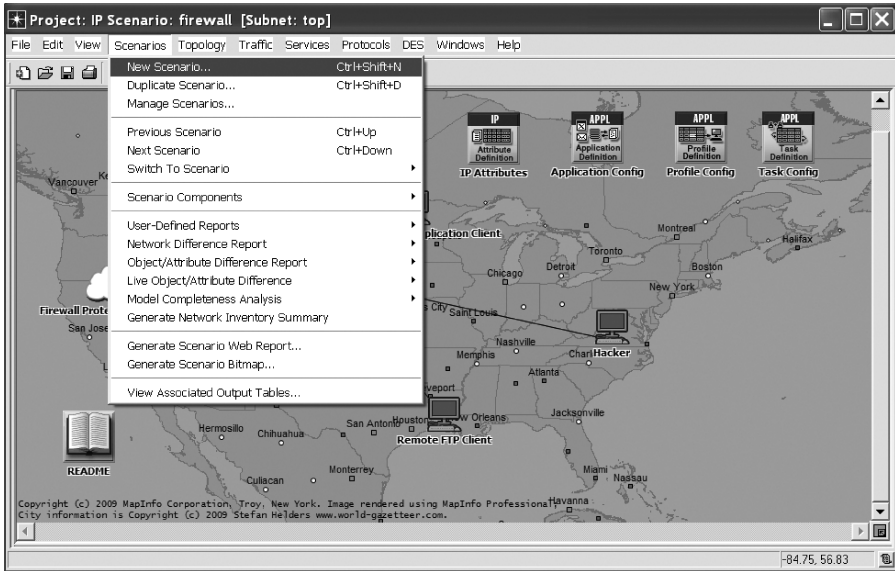 Project: IP Scenario: firewall [Subnet: top]
File Edit View Scenarios Topology Traffic Services Protocols DES Windows Help
New Scenario... Ctrl+Shift+N
Duplicate Scenario... Ctrl+Shift+D
Manage Scenarios...
Previous Scenario Ctrl+Up
Next Scenario Ctrl+Down
Switch To Scenario
Scenario Components
User-Defined Reports
Network Difference Report
Object/Attribute Difference Report
Live Object/Attribute Difference
Model Completeness Analysis
Generate Network Inventory Summary
Generate Scenario Web Report...
Generate Scenario Bitmap...
View Associated Output Tables...
IP
Attribute
Definition
IP Attributes
APPL
Application
Definition
Application Config
APPL
Profile
Definition
Profile Config
APPL
Task
Definition
Task Config
Vancouver
plication Client
Montreal
Halifax
Toronto
Chicago
Detroit
Boston
New York
Firewall Prote
San Jose
City
Saint Louis
Nashville
Hacker
Memphis
Atlanta
veport
Houston
w Orleans
Jacksonville
San Antonio
Remote FTP Client
Hermosillo
Chihuahua
README
Monterrey
Culiacan
Miami
Nassau
Havanna
Copyright (c) 2009 MapInfo Corporation, Troy, New York. Image rendered using MapInfo Professional.
City information is Copyright (c) 2009 Stefan Helders www.world-gazetteer.com.
-84.75, 56.83